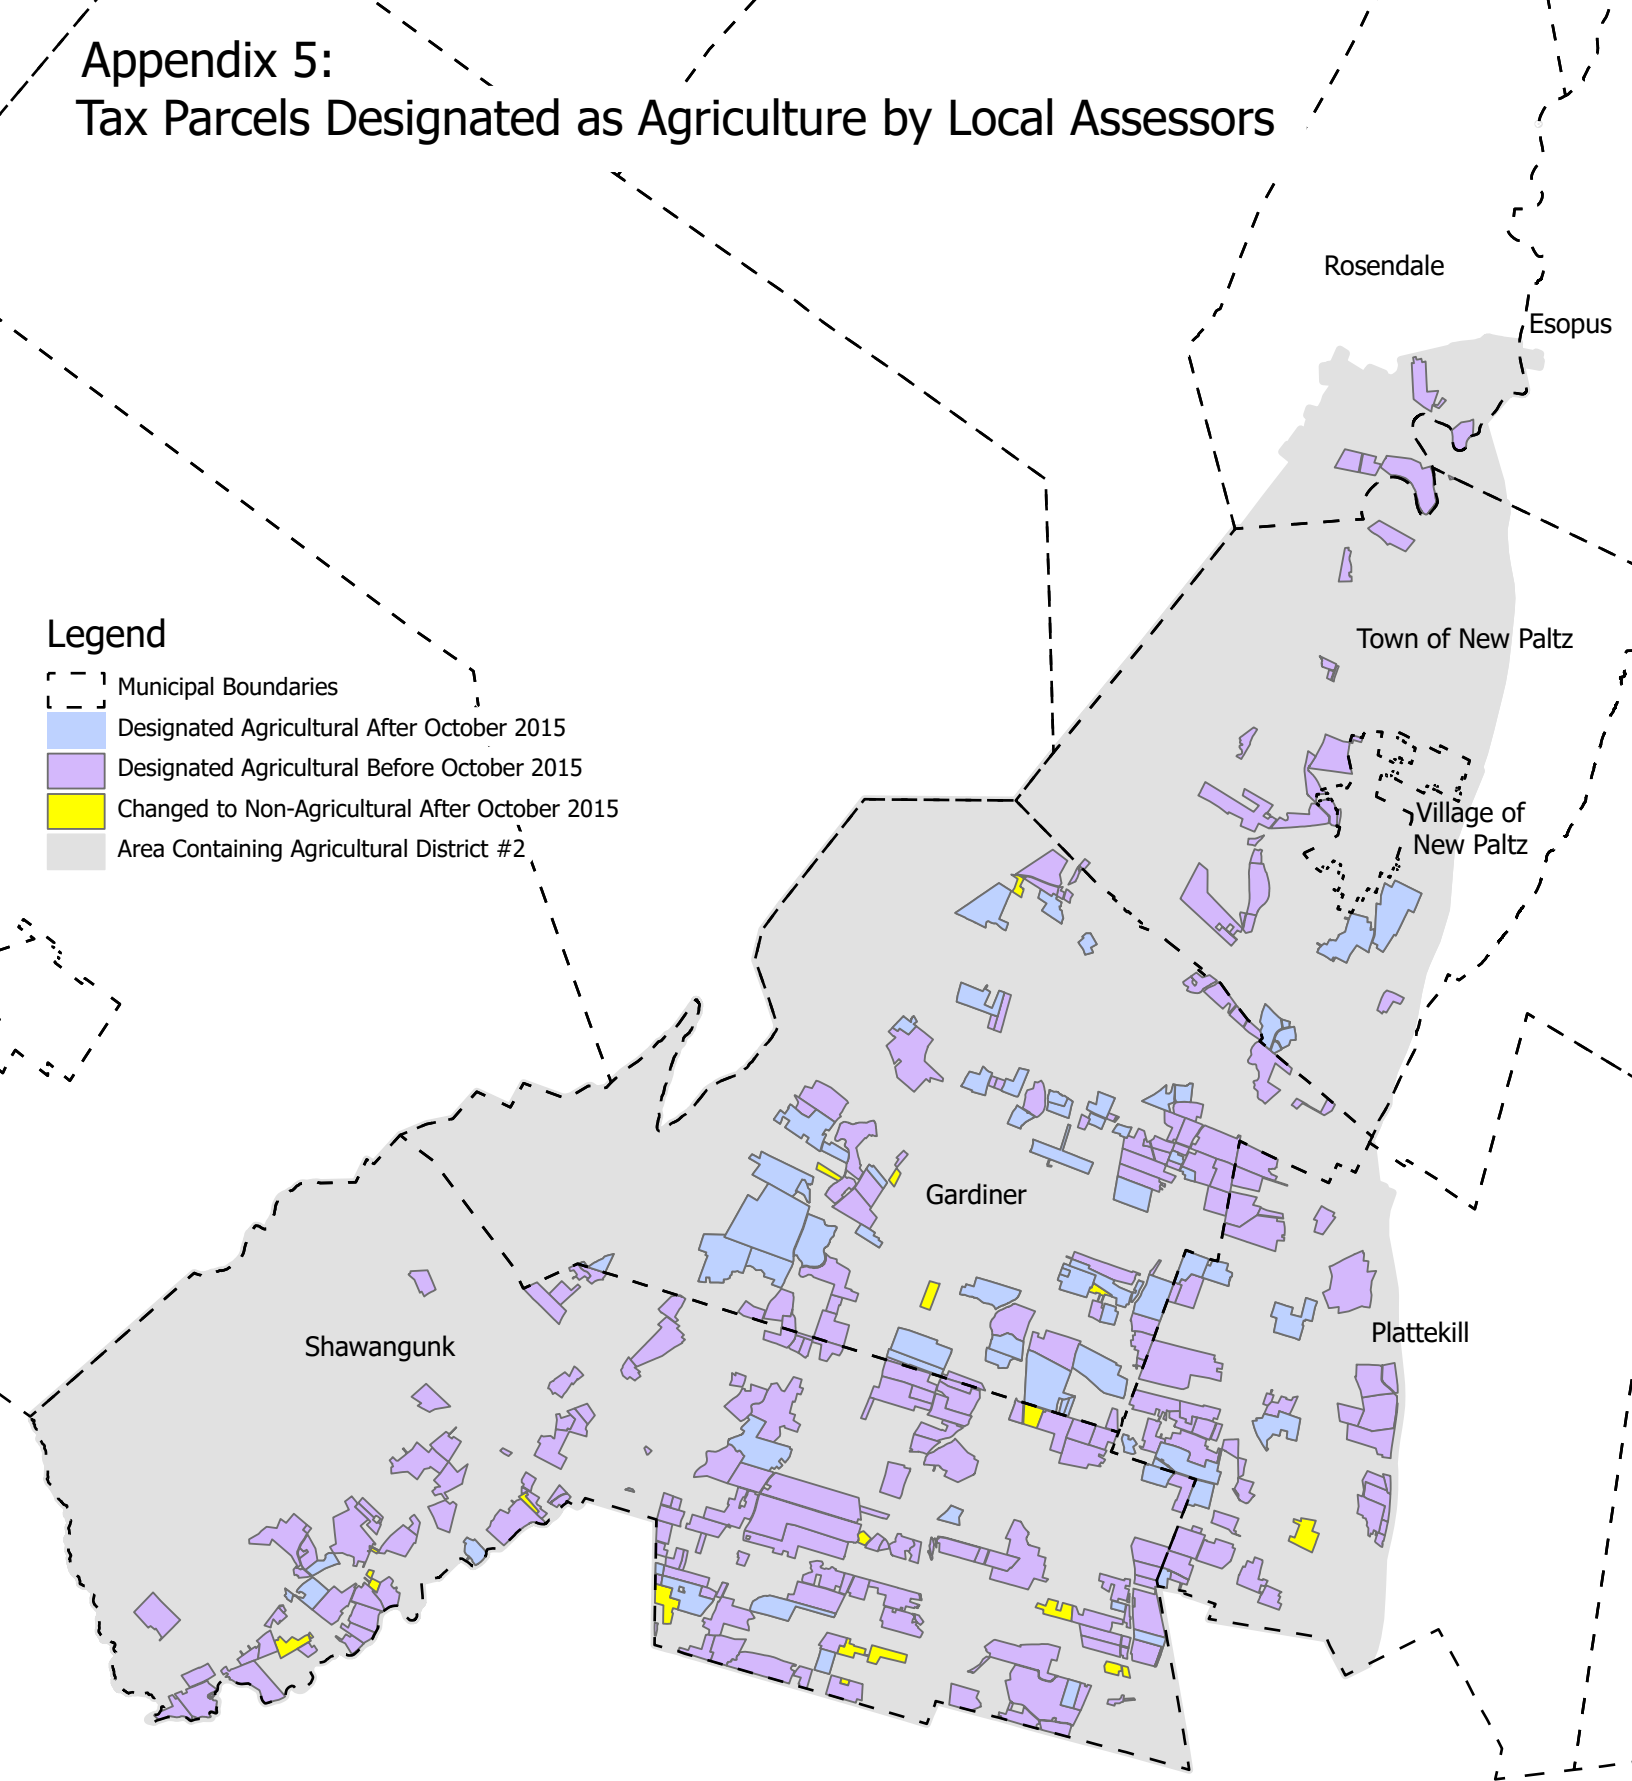 Appendix 5:
Tax Parcels Designated as Agriculture by Local Assessors
Rosendale
Esopus
Legend
Municipal Boundaries
Designated Agricultural After October 2015
Designated Agricultural Before October 2015
Changed to Non-Agricultural After October 2015
Area Containing Agricultural District #2
Town of New Paltz
Village of
New Paltz
Gardiner
Shawangunk
Plattekill